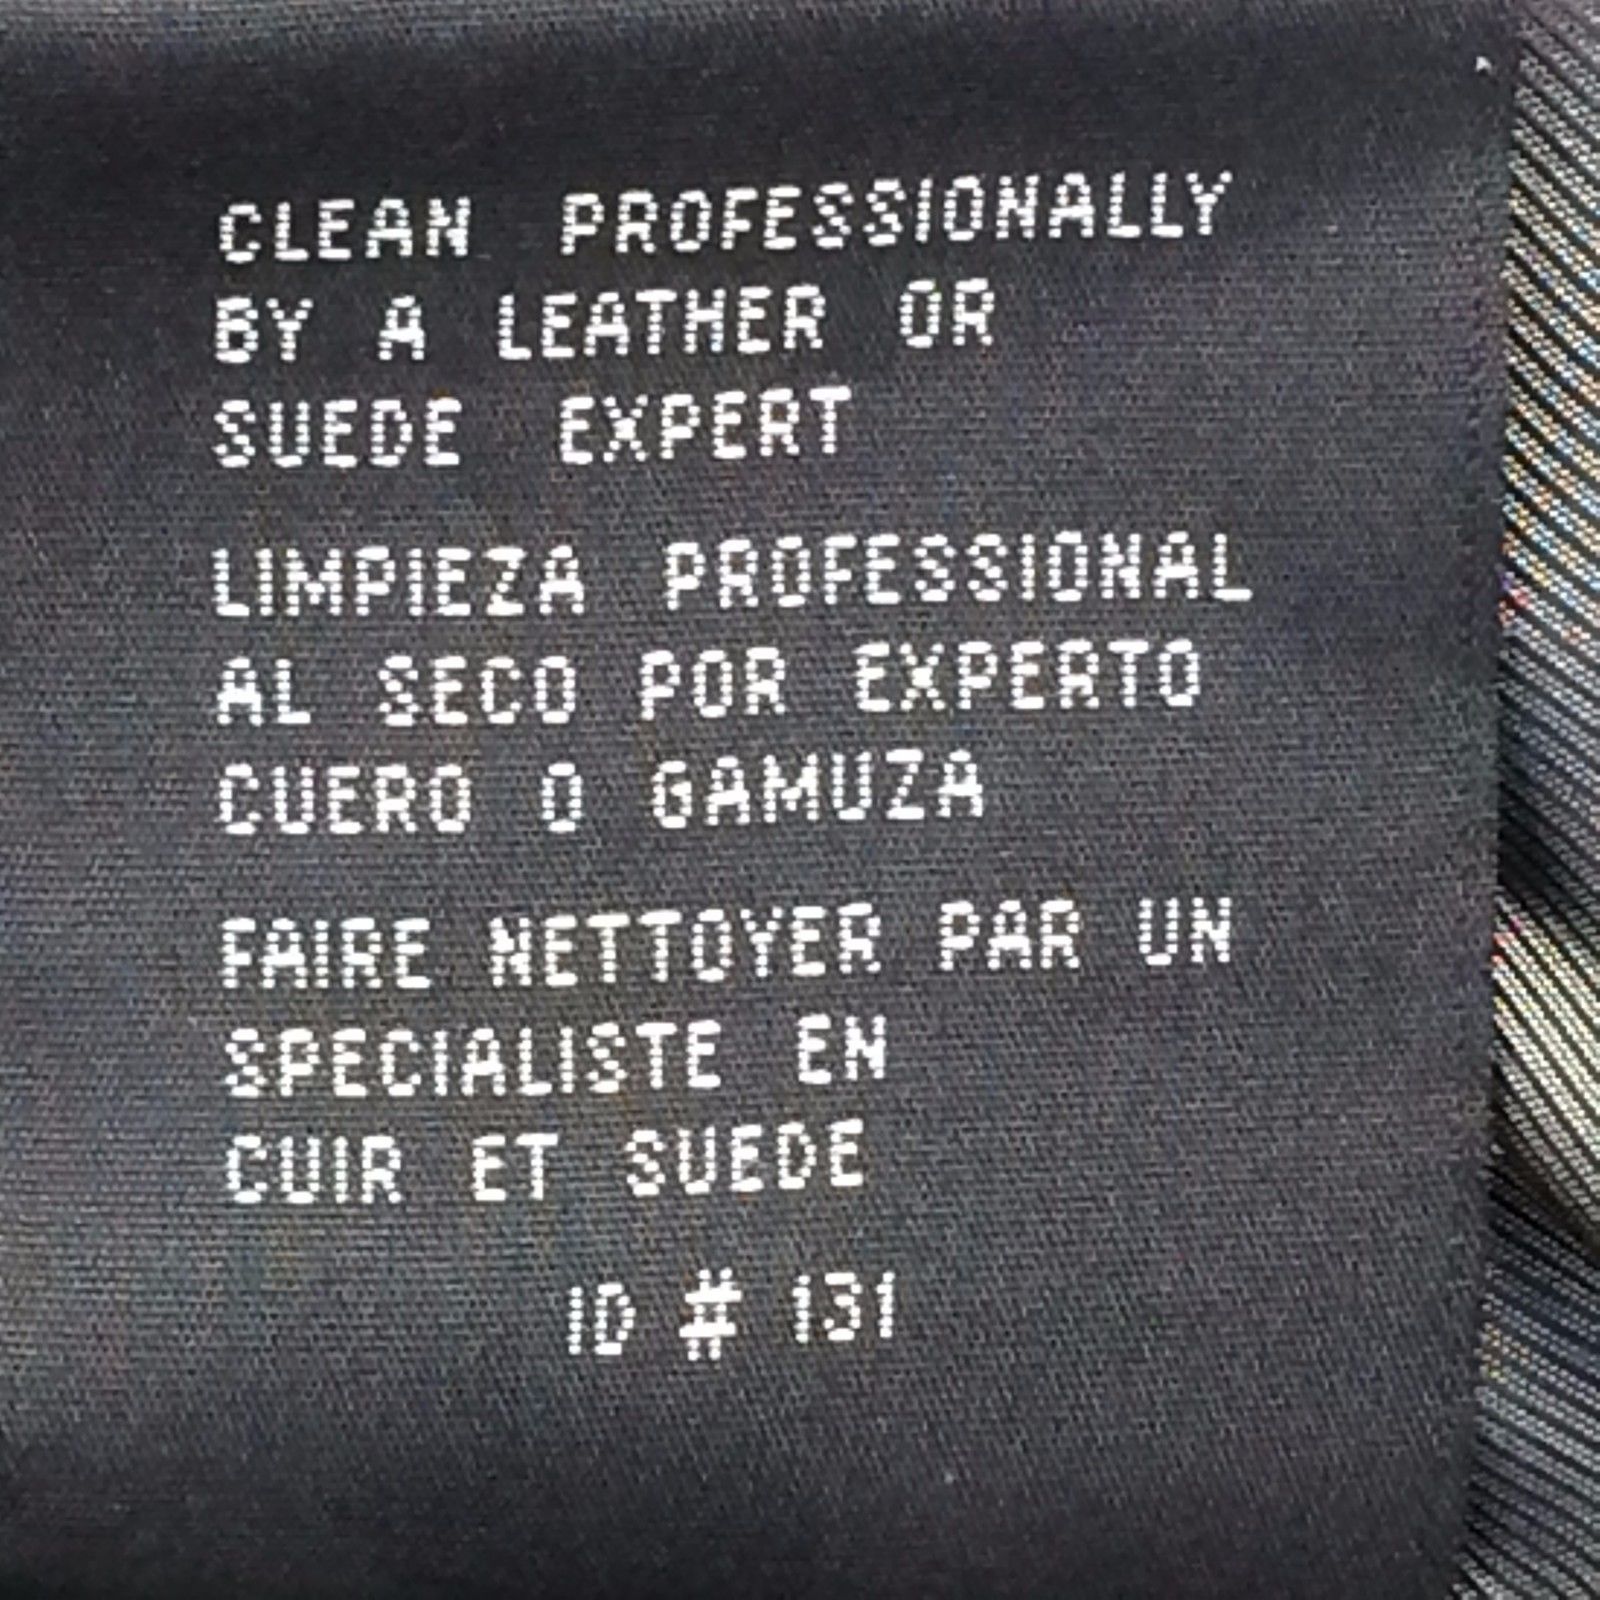 CLEAN PROFESSIONALLY
BY A LEATHER OR
SUEDE EXPERT
LIMPIEZA PROFESSIONAL
AL SECO POR EXPERTO
CUERO O GAMUZA
FAIRE NETTOYER PAR UN
SPECIALISTE EN
CUIR ET SUEDE
ID # 131